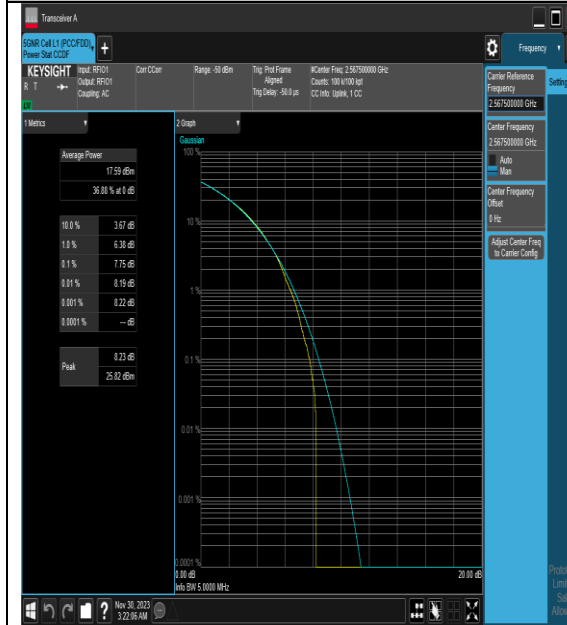 Transceiver A
5GNR Cell L1 (PCC/FDD),
Power Stat CCDF
Frequency
KEYSIGHT
R T
LV
Input: RFIO1
Output: RFIO1
Coupling: AC
Corr CCorr
Range: -50 dBm
Trig: Prot Frame
Aligned
Trig Delay: -50.0 µs
#Center Freq: 2.567500000 GHz
Counts: 100 k/100 kpt
CC Info: Uplink, 1 CC
Carrier Reference
Frequency
2.567500000 GHz
Center Frequency
2.567500000 GHz
Auto
Man
Center Frequency
Offset
0 Hz
Adjust Center Freq
to Carrier Config
1 Metrics
Average Power
17.59 dBm
36.80 % at 0 dB
10.0 % 3.67 dB
1.0 % 6.38 dB
0.1 % 7.75 dB
0.01 % 8.19 dB
0.001 % 8.22 dB
0.0001 % --- dB
Peak
8.23 dB
25.82 dBm
2 Graph
Gaussian
100 %
10 %
1 %
0.1 %
0.01 %
0.001 %
0.0001 %
0.00 dB
20.00 dB
Info BW 5.0000 MHz
?
Nov 30, 2023
3:22:06 AM